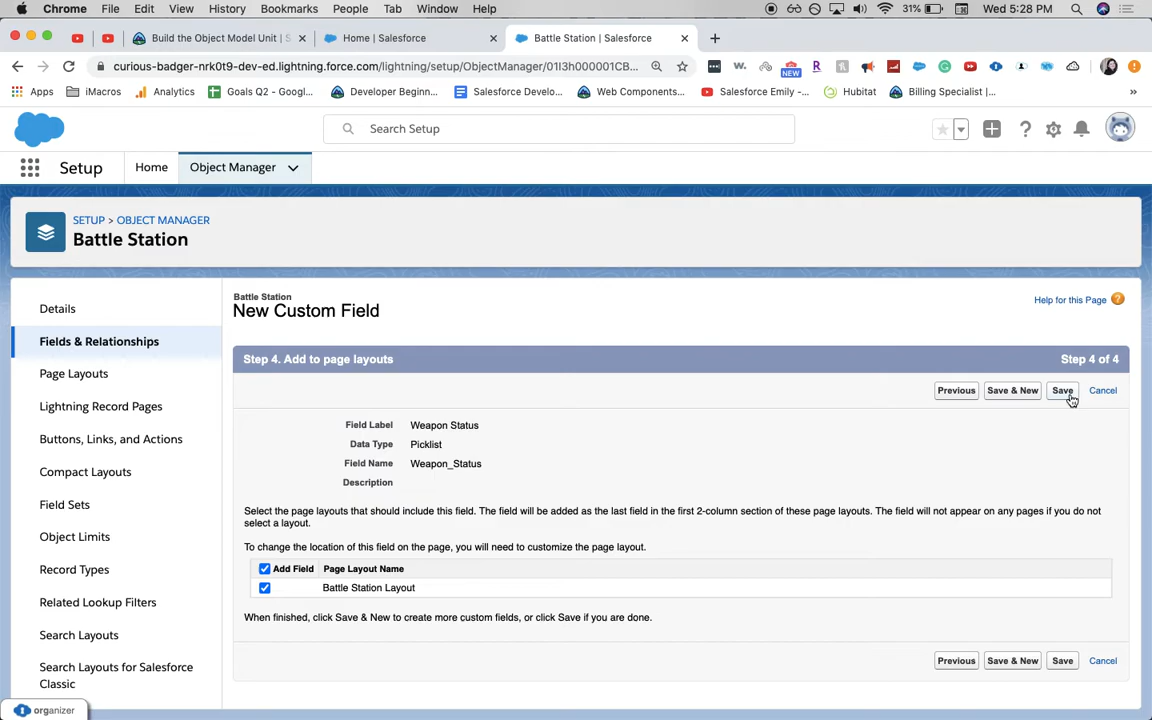 Chrome File Edit View History Bookmarks People Tab Window Help 31% Wed 5:28 PM
Build the Object Model Unit | S
Home | Salesforce
Battle Station | Salesforce
curious-badger-nrk0t9-dev-ed.lightning.force.com/lightning/setup/ObjectManager/01I3h000001CB...
NEW
Apps iMacros Analytics Goals Q2 - Googl... Developer Beginn... Salesforce Develo... Web Components... Salesforce Emily -... Hubitat Billing Specialist |...
Search Setup
Setup Home Object Manager
SETUP > OBJECT MANAGER
Battle Station
Details
Fields & Relationships
Page Layouts
Lightning Record Pages
Buttons, Links, and Actions
Compact Layouts
Field Sets
Object Limits
Record Types
Related Lookup Filters
Search Layouts
Search Layouts for Salesforce
Classic
organizer
Battle Station
New Custom Field
Help for this Page ?
Step 4. Add to page layouts Step 4 of 4
Previous Save & New Save Cancel
Field Label Weapon Status
Data Type Picklist
Field Name Weapon_Status
Description
Select the page layouts that should include this field. The field will be added as the last field in the first 2-column section of these page layouts. The field will not appear on any pages if you do not
select a layout.
To change the location of this field on the page, you will need to customize the page layout.
Add Field Page Layout Name
Battle Station Layout
When finished, click Save & New to create more custom fields, or click Save if you are done.
Previous Save & New Save Cancel